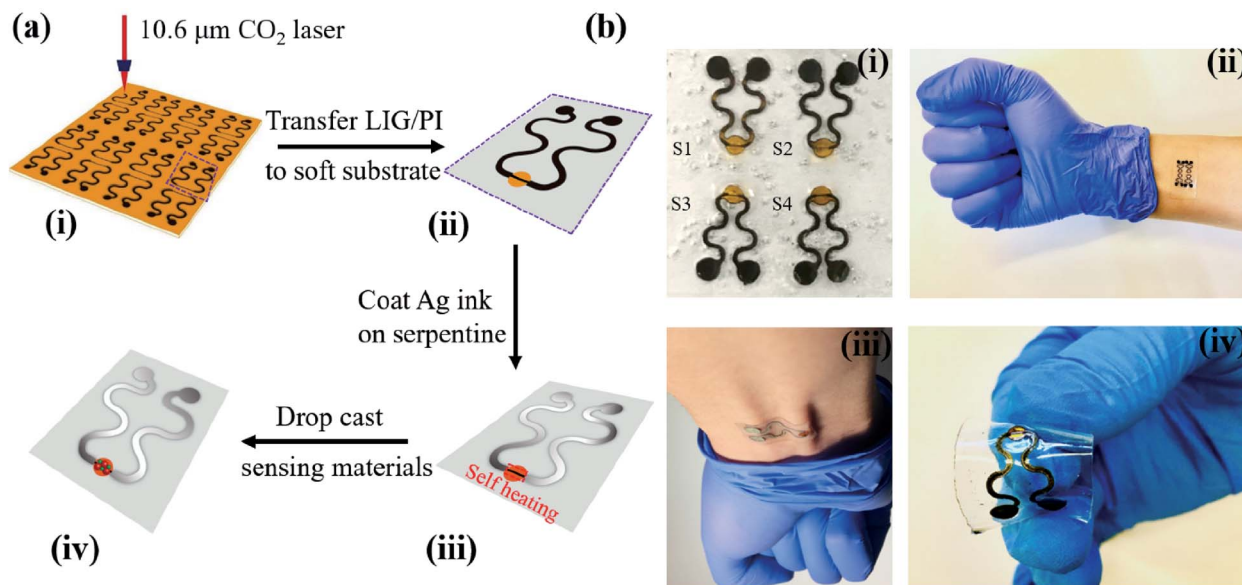 (a)
10.6 μm CO₂ laser
(i)
Transfer LIG/PI
to soft substrate
(ii)
Coat Ag ink
on serpentine
Self heating
(iii)
Drop cast
sensing materials
(iv)
(b)
(i)
S1
S2
S3
S4
(ii)
(iii)
(iv)